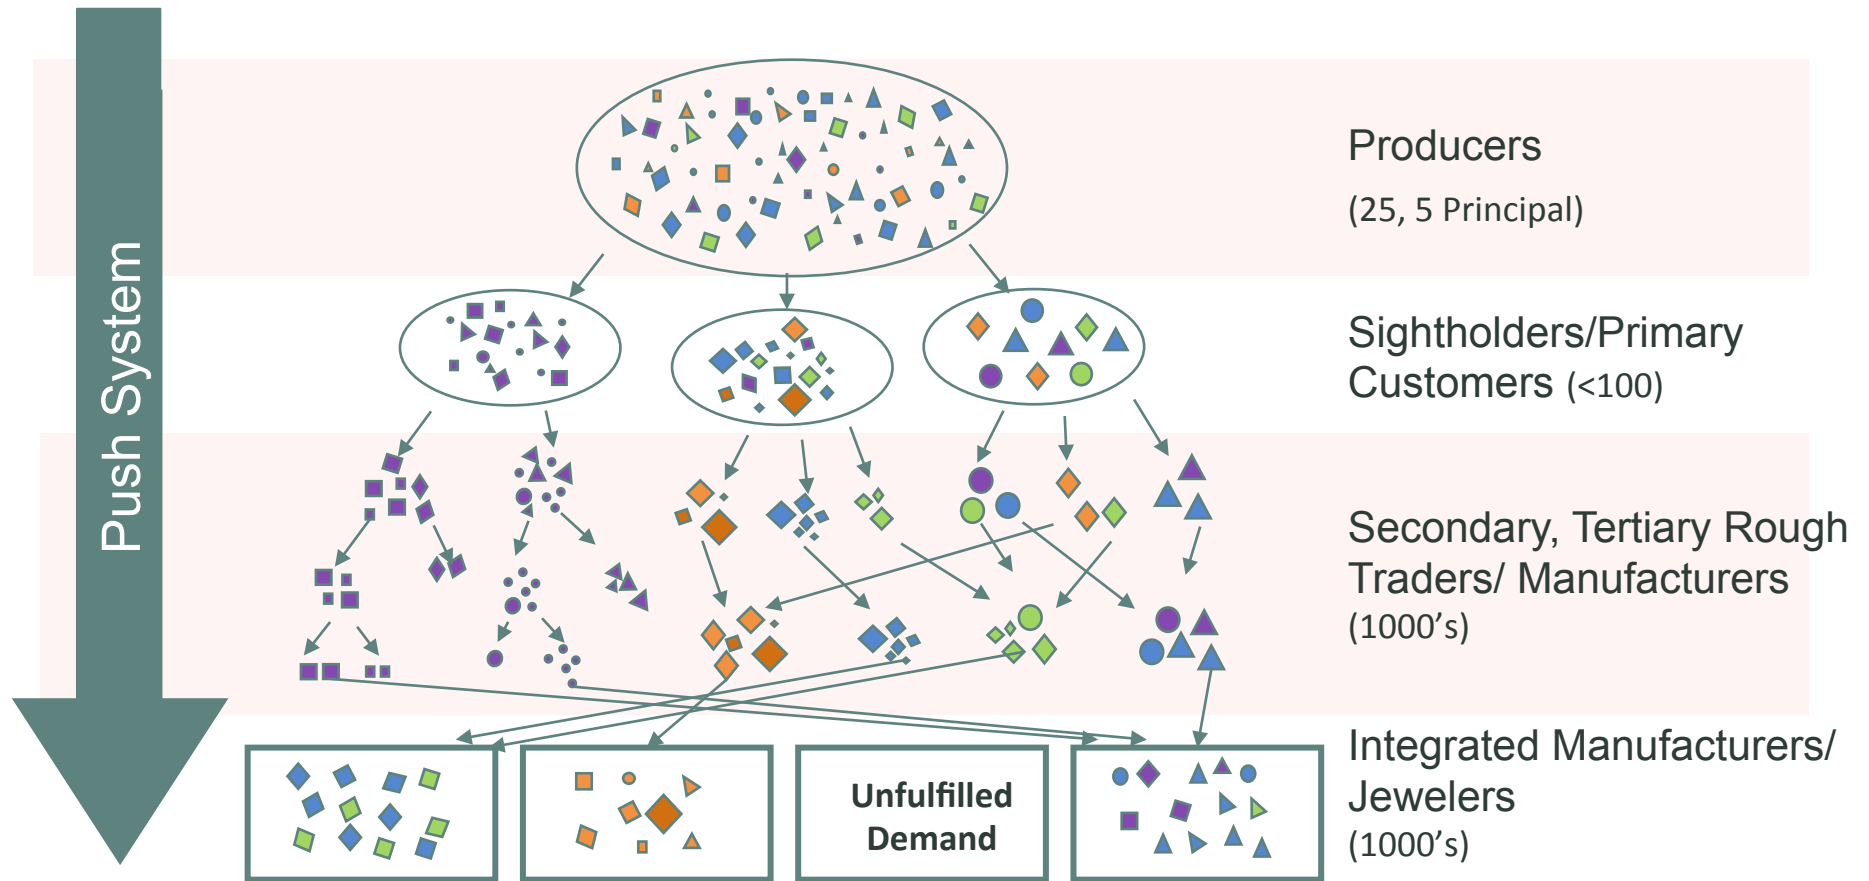 Push System
Producers
(25, 5 Principal)
Sightholders/Primary
Customers (<100)
Secondary, Tertiary Rough
Traders/ Manufacturers
(1000's)
Integrated Manufacturers/
Jewelers
(1000's)
Unfulfilled
Demand